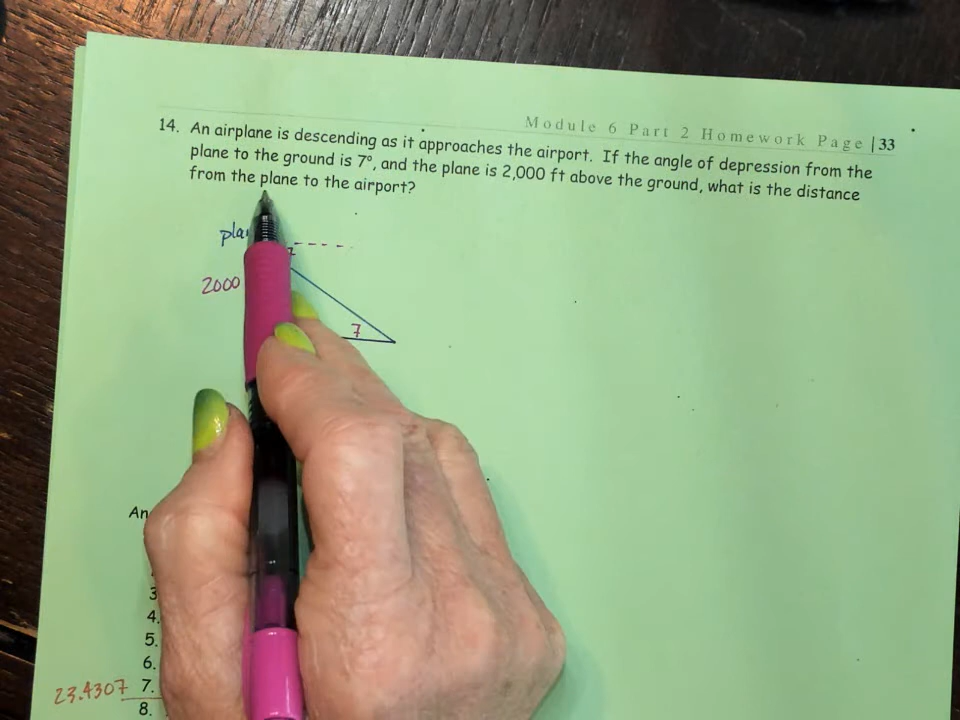 Module 6 Part 2 Homework Page | 33
14. An airplane is descending as it approaches the airport. If the angle of depression from the
plane to the ground is 7°, and the plane is 2,000 ft above the ground, what is the distance
from the plane to the airport?
2000
7
3
4.
5.
6.
23.4307 7.
8.